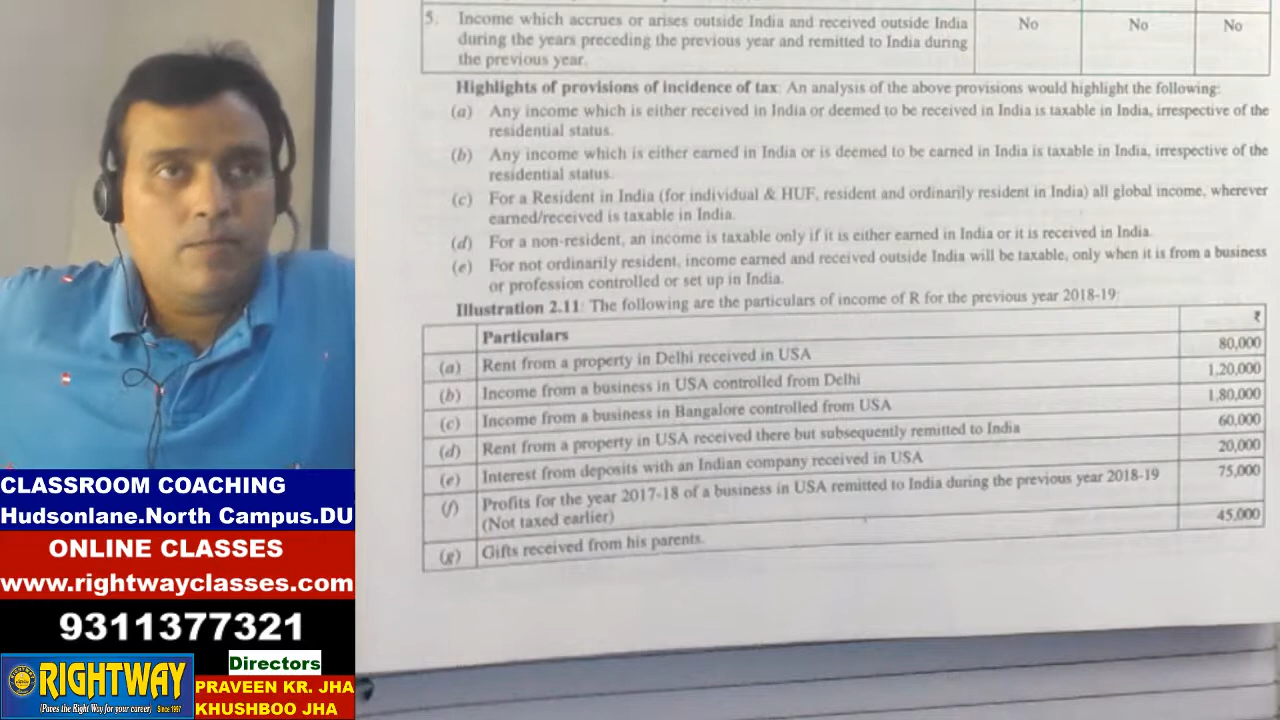 5. Income which accrues or arises outside India and received outside India No No No
during the years preceding the previous year and remitted to India during
the previous year.
Highlights of provisions of incidence of tax: An analysis of the above provisions would highlight the following:
(a) Any income which is either received in India or deemed to be received in India is taxable in India, irrespective of the
residential status.
(b) Any income which is either earned in India or is deemed to be earned in India is taxable in India, irrespective of the
residential status.
(c) For a Resident in India (for individual & HUF, resident and ordinarily resident in India) all global income, wherever
earned/received is taxable in India.
(d) For a non-resident, an income is taxable only if it is either earned in India or it is received in India.
(e) For not ordinarily resident, income earned and received outside India will be taxable, only when it is from a business
or profession controlled or set up in India.
Illustration 2.11: The following are the particulars of income of R for the previous year 2018-19:
Particulars ₹
(a) Rent from a property in Delhi received in USA 80,000
(b) Income from a business in USA controlled from Delhi 1,20,000
(c) Income from a business in Bangalore controlled from USA 1,80,000
(d) Rent from a property in USA received there but subsequently remitted to India 60,000
(e) Interest from deposits with an Indian company received in USA 20,000
(f) Profits for the year 2017-18 of a business in USA remitted to India during the previous year 2018-19 75,000
(Not taxed earlier)
(g) Gifts received from his parents. 45,000
CLASSROOM COACHING
Hudsonlane.North Campus.DU
ONLINE CLASSES
www.rightwayclasses.com
9311377321
RIGHTWAY
(Paves the Right Way for your career) Since 1997
Directors
PRAVEEN KR. JHA
KHUSHBOO JHA